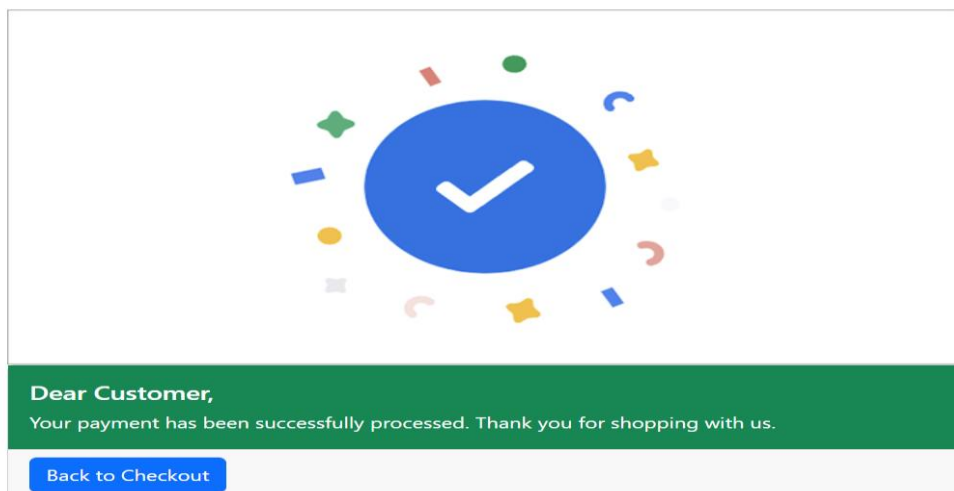 Dear Customer,
Your payment has been successfully processed. Thank you for shopping with us.
Back to Checkout